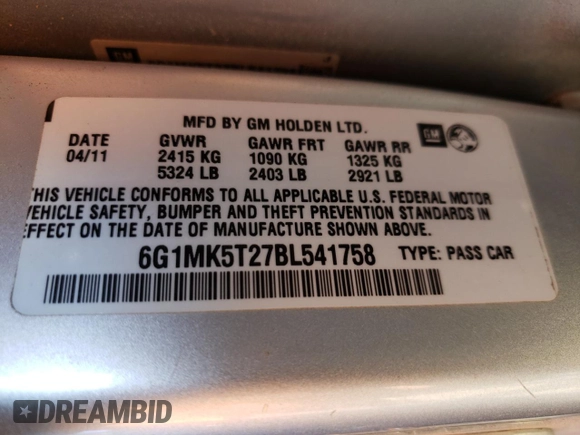 MFD BY GM HOLDEN LTD.
DATE GVWR GAWR FRT GAWR RR GM
04/11 2415 KG 1090 KG 1325 KG
5324 LB 2403 LB 2921 LB
THIS VEHICLE CONFORMS TO ALL APPLICABLE U.S. FEDERAL MOTOR
VEHICLE SAFETY, BUMPER AND THEFT PREVENTION STANDARDS IN
EFFECT ON THE DATE OF MANUFACTURE SHOWN ABOVE.
6G1MK5T27BL541758 TYPE: PASS CAR
DREAMBID